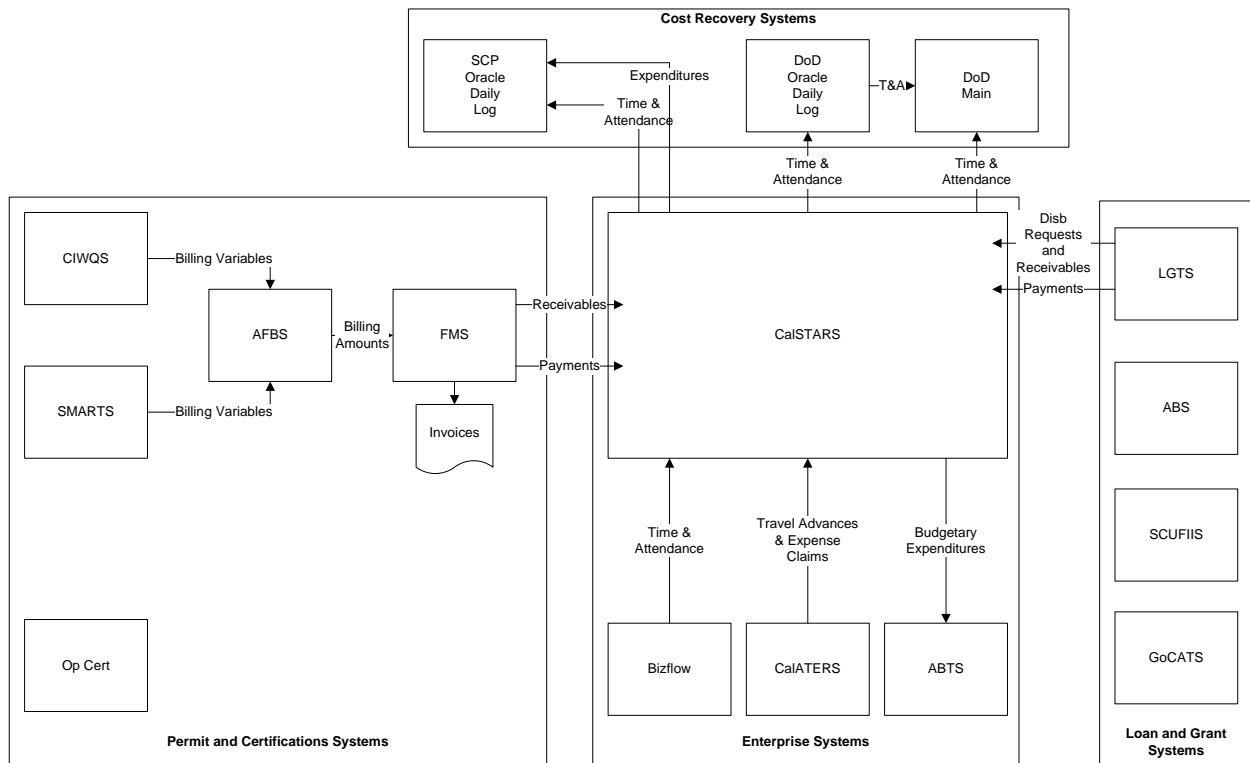 Cost Recovery Systems
SCP
Oracle
Daily
Log
Expenditures
Time &
Attendance
DoD
Oracle
Daily
Log
T&A
DoD
Main
Time &
Attendance
Time &
Attendance
CIWQS
Billing Variables
AFBS
Billing
Amounts
FMS
Receivables
Payments
SMARTS
Billing Variables
Invoices
Op Cert
Permit and Certifications Systems
CalSTARS
Time &
Attendance
Travel Advances
& Expense
Claims
Budgetary
Expenditures
Bizflow
CalATERS
ABTS
Enterprise Systems
Disb
Requests
and
Receivables
Payments
LGTS
ABS
SCUFIIS
GoCATS
Loan and Grant
Systems